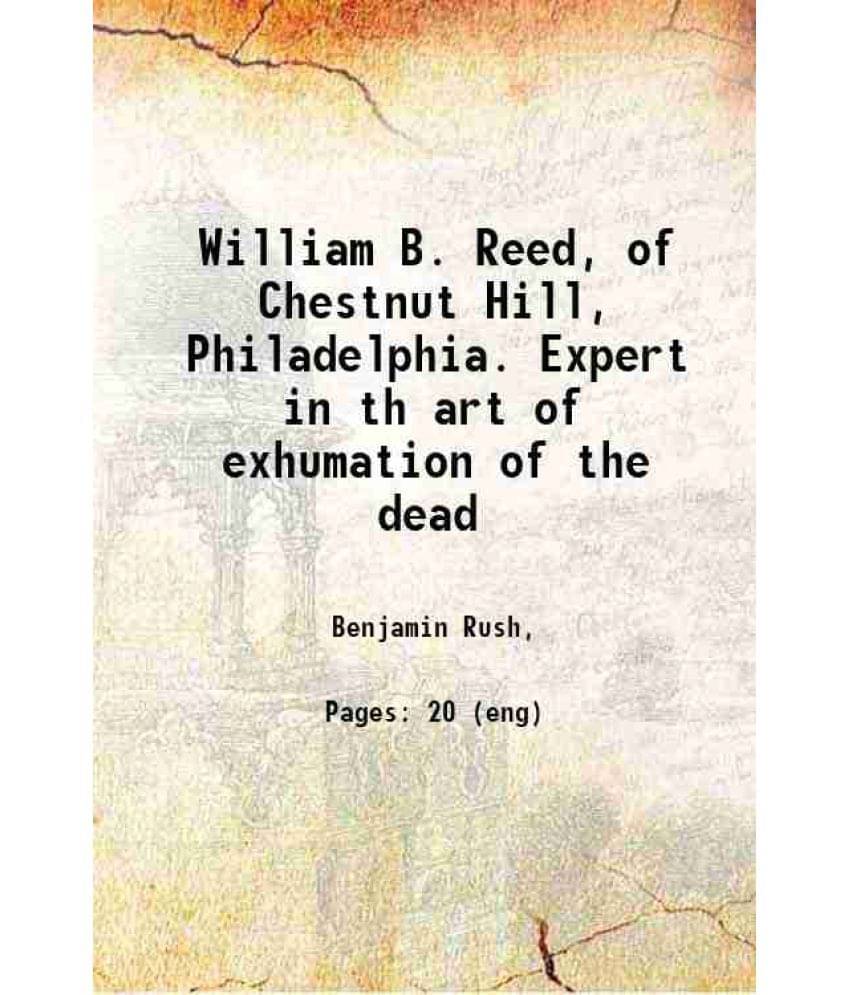 William B. Reed, of
Chestnut Hill,
Philadelphia. Expert
in th art of
exhumation of the
dead
Benjamin Rush,
Pages: 20 (eng)